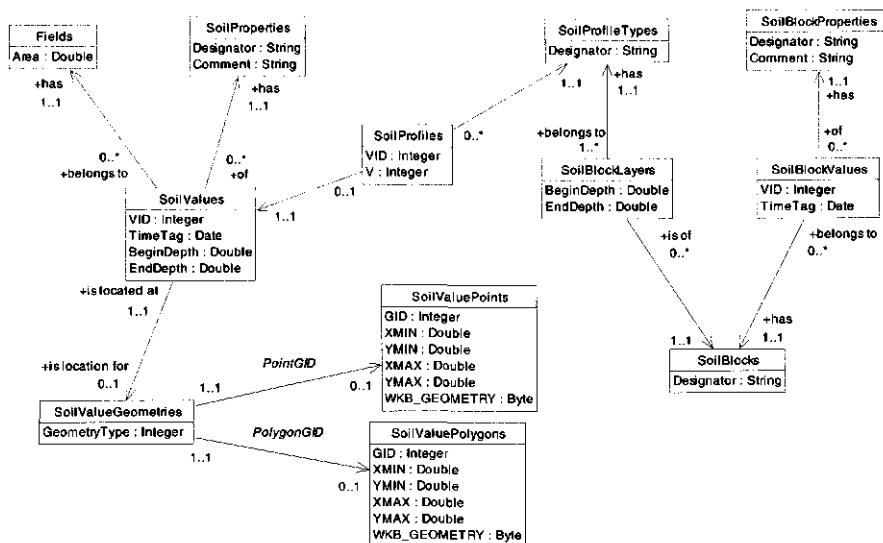 Fields
Area : Double
SoilProperties
Designator : String
Comment : String
SoilProfileTypes
Designator : String
SoilBlockProperties
Designator : String
Comment : String
+has
1..1
+has
1..1
1..1
+has
1..1
1..1
+has
SoilProfiles
VID : Integer
V : Integer
0..*
0..1
1..1
+belongs to
1..*
+of
0..*
0..*
+belongs to
0..*
+of
SoilValues
VID : Integer
TimeTag : Date
BeginDepth : Double
EndDepth : Double
SoilBlockLayers
BeginDepth : Double
EndDepth : Double
SoilBlockValues
VID : Integer
TimeTag : Date
+is of
0..*
+belongs to
0..*
+is located at
1..1
+is location for
0..1
SoilValuePoints
GID : Integer
XMIN : Double
YMIN : Double
XMAX : Double
YMAX : Double
WKB_GEOMETRY : Byte
1..1
+has
1..1
SoilBlocks
Designator : String
PointGID
1..1
0..1
SoilValueGeometries
GeometryType : Integer
PolygonGID
1..1
0..1
SoilValuePolygons
GID : Integer
XMIN : Double
YMIN : Double
XMAX : Double
YMAX : Double
WKB_GEOMETRY : Byte